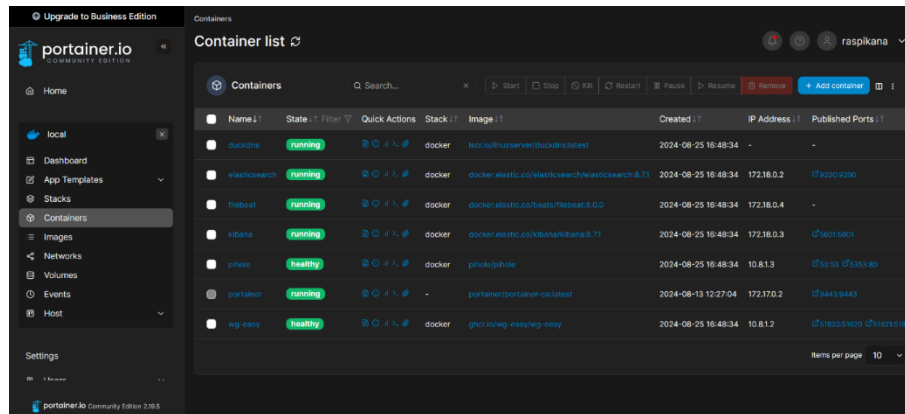 Upgrade to Business Edition
portainer.io
COMMUNITY EDITION
Home
local
Dashboard
App Templates
Stacks
Containers
Images
Networks
Volumes
Events
Host
Settings
Users
portainer.io Community Edition 2.19.5
Containers
Container list
raspikana
Containers Search... Start Stop Kill Restart Pause Resume Remove + Add container
Name State Filter Quick Actions Stack Image Created IP Address Published Ports
duckdns running docker lscr.io/linuxserver/duckdns:latest 2024-08-25 16:48:34 - -
elasticsearch running docker docker.elastic.co/elasticsearch/elasticsearch:8.7.1 2024-08-25 16:48:34 172.18.0.2 9200:9200
filebeat running docker docker.elastic.co/beats/filebeat:8.0.0 2024-08-25 16:48:34 172.18.0.4 -
kibana running docker docker.elastic.co/kibana/kibana:8.7.1 2024-08-25 16:48:34 172.18.0.3 5601:5601
pihole healthy docker pihole/pihole 2024-08-25 16:48:34 10.8.1.3 53:53 5353:80
portainer running - portainer/portainer-ce:latest 2024-08-13 12:27:04 172.17.0.2 9443:9443
wg-easy healthy docker ghcr.io/wg-easy/wg-easy 2024-08-25 16:48:34 10.8.1.2 51820:51820
Items per page 10